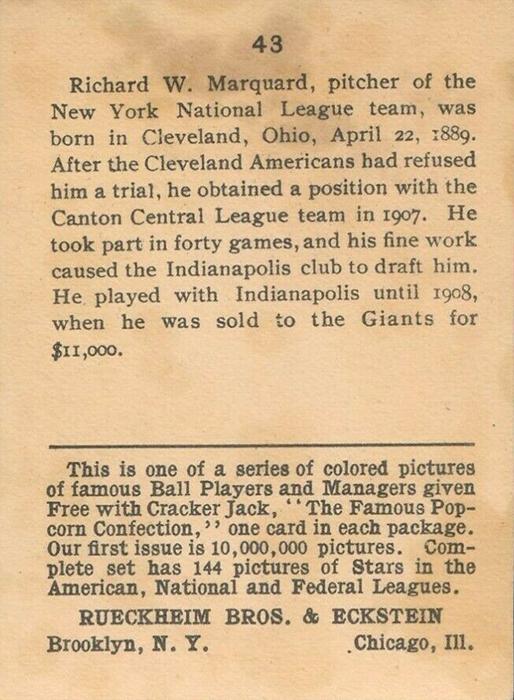 43
Richard W. Marquard, pitcher of the
New York National League team, was
born in Cleveland, Ohio, April 22, 1889.
After the Cleveland Americans had refused
him a trial, he obtained a position with the
Canton Central League team in 1907. He
took part in forty games, and his fine work
caused the Indianapolis club to draft him.
He played with Indianapolis until 1908,
when he was sold to the Giants for
$11,000.
This is one of a series of colored pictures
of famous Ball Players and Managers given
Free with Cracker Jack, "The Famous Pop-
corn Confection," one card in each package.
Our first issue is 10,000,000 pictures. Com-
plete set has 144 pictures of Stars in the
American, National and Federal Leagues.
RUECKHEIM BROS. & ECKSTEIN
Brooklyn, N. Y. Chicago, Ill.